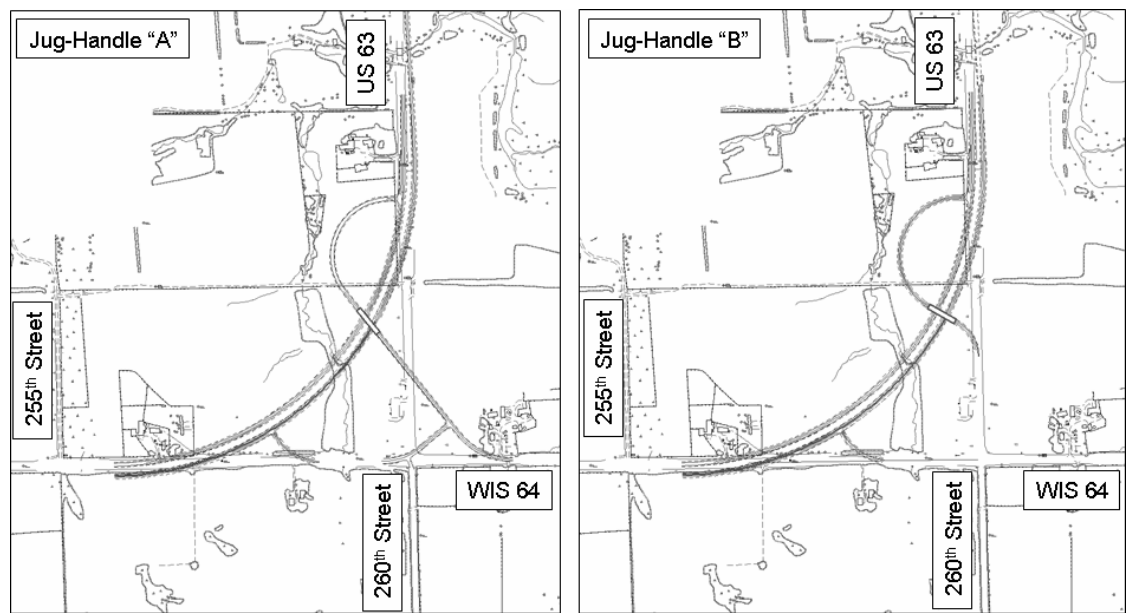 Jug-Handle “A”
US 63
255th Street
260th Street
WIS 64
Jug-Handle “B”
US 63
255th Street
260th Street
WIS 64